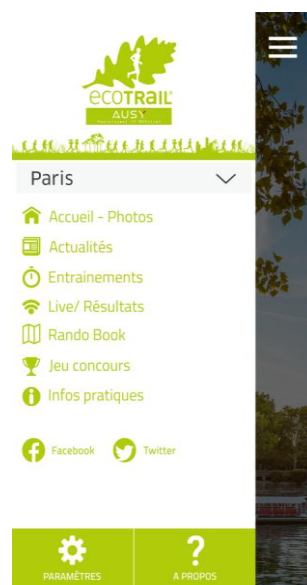 ecoTRaiL
AUSY
Paris
Accueil - Photos
Actualités
Entrainements
Live/ Résultats
Rando Book
Jeu concours
Infos pratiques
Facebook Twitter
PARAMÈTRES A PROPOS